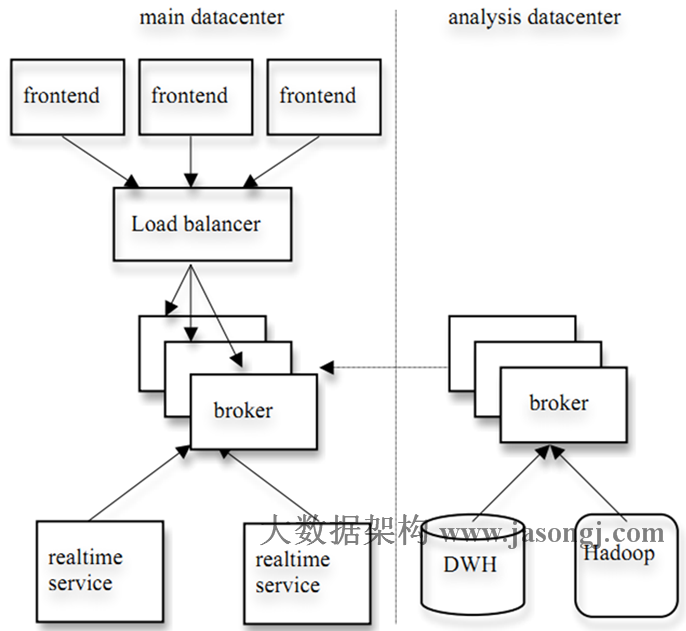 main datacenter
analysis datacenter
frontend
frontend
frontend
Load balancer
broker
broker
realtime
service
realtime
service
DWH
Hadoop
大数据架构 www.jasongj.com